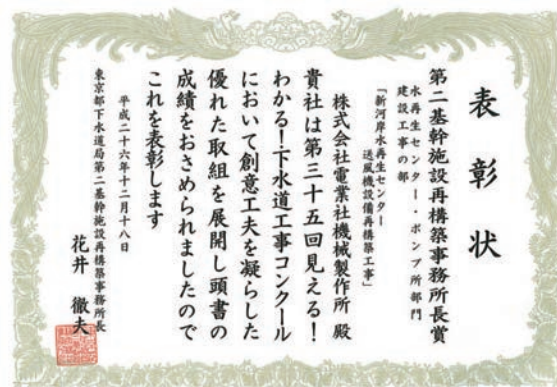 表彰状
第二基幹施設再構築事務所長賞
水再生センター・ポンプ所部門
建設工事の部
「新河岸水再生センター
送風機設備再構築工事」
株式会社電業社機械製作所 殿
貴社は第三十五回見える！
わかる！下水道工事コンクール
において創意工夫を凝らした
優れた取組を展開し頭書の
成績をおさめられましたので
これを表彰します
平成二十六年十二月十八日
東京都下水道局第二基幹施設再構築事務所長
花井 徹夫